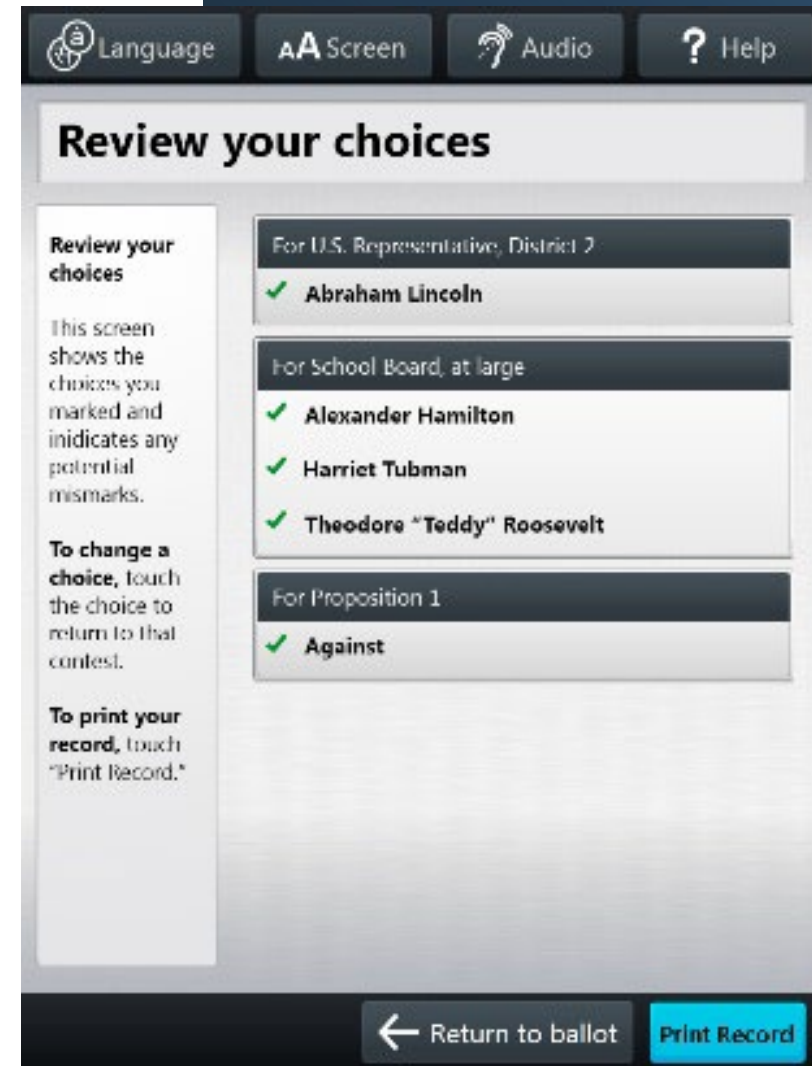 Language
AA Screen
Audio
? Help
Review your choices
Review your
choices
This screen
shows the
choices you
marked and
inidicates any
potential
mismarks.
To change a
choice, touch
the choice to
return to that
contest.
To print your
record, touch
"Print Record."
For U.S. Representative, District 2
Abraham Lincoln
For School Board, at large
Alexander Hamilton
Harriet Tubman
Theodore "Teddy" Roosevelt
For Proposition 1
Against
Return to ballot
Print Record